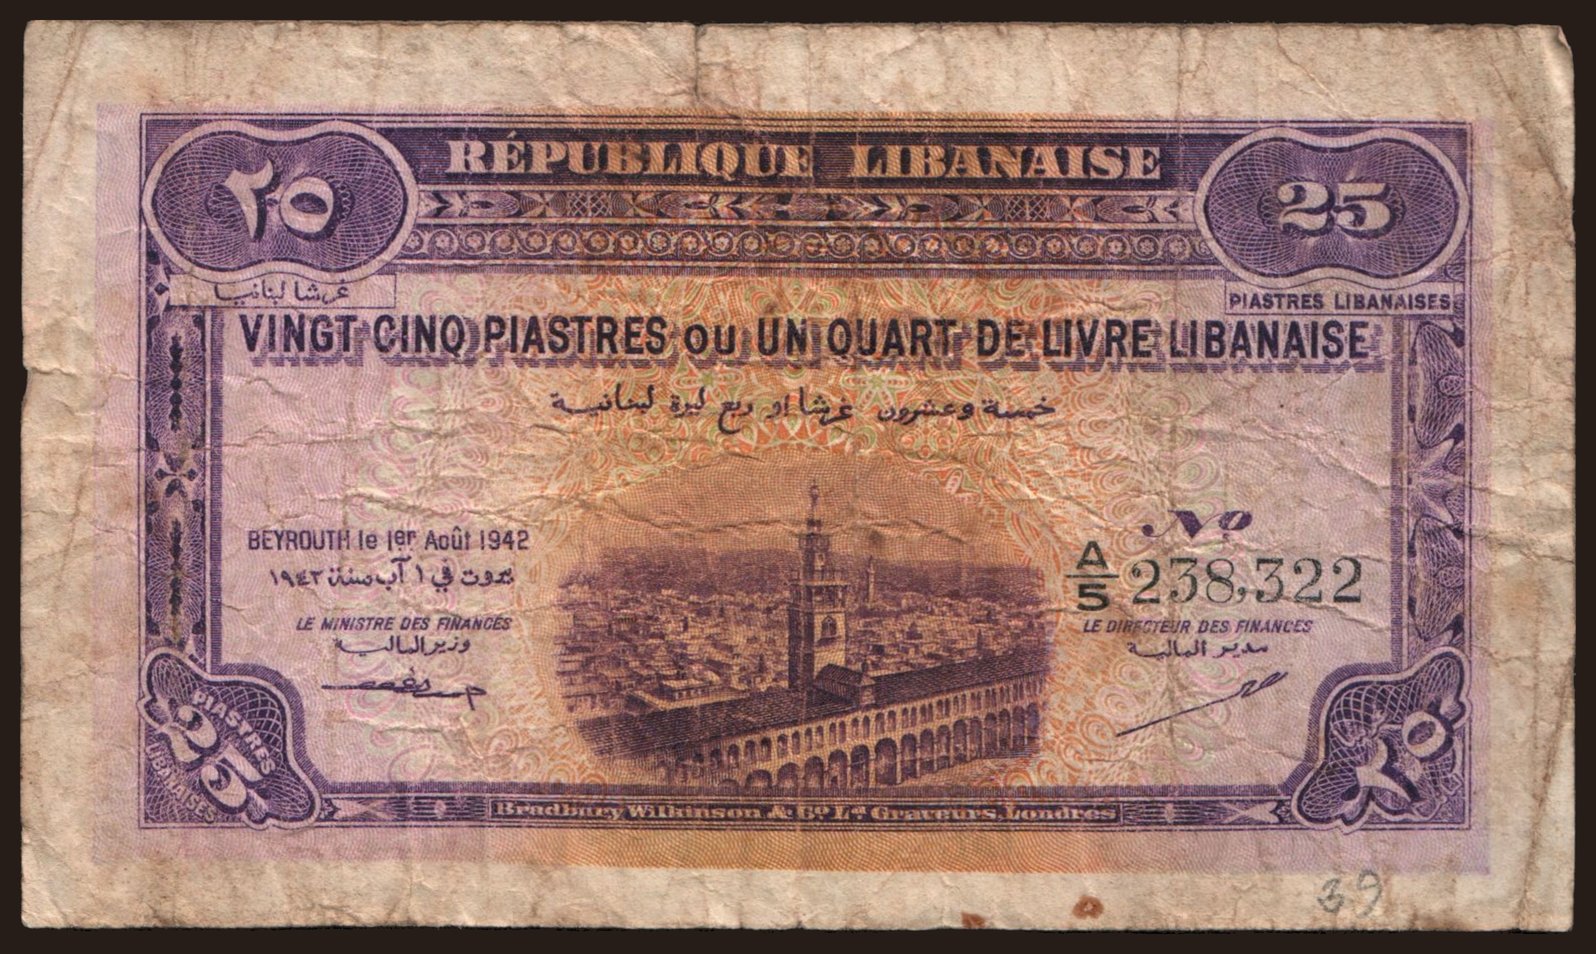 RÉPUBLIQUE LIBANAISE
٢٥
25
غرشا لبنانيا
PIASTRES LIBANAISES
VINGT CINQ PIASTRES OU UN QUART DE LIVRE LIBANAISE
خمسة وعشرون غرشا او ربع ليرة لبنانية
BEYROUTH le 1er Août 1942
بيروت في ١ آب سنة ١٩٤٢
Nº
A/5 238,322
LE MINISTRE DES FINANCES
وزير المالية
LE DIRECTEUR DES FINANCES
مدير المالية
PIASTRES
25
LIBANAISES
٢٥
Bradbury Wilkinson & Co Ld Graveurs, Londres
39